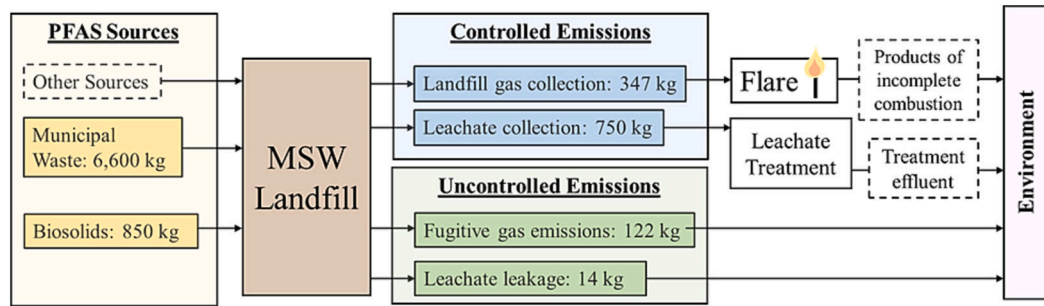 PFAS Sources
Other Sources
Municipal
Waste: 6,600 kg
Biosolids: 850 kg
MSW
Landfill
Controlled Emissions
Landfill gas collection: 347 kg
Leachate collection: 750 kg
Uncontrolled Emissions
Fugitive gas emissions: 122 kg
Leachate leakage: 14 kg
Flare
Products of
incomplete
combustion
Leachate
Treatment
Treatment
effluent
Environment